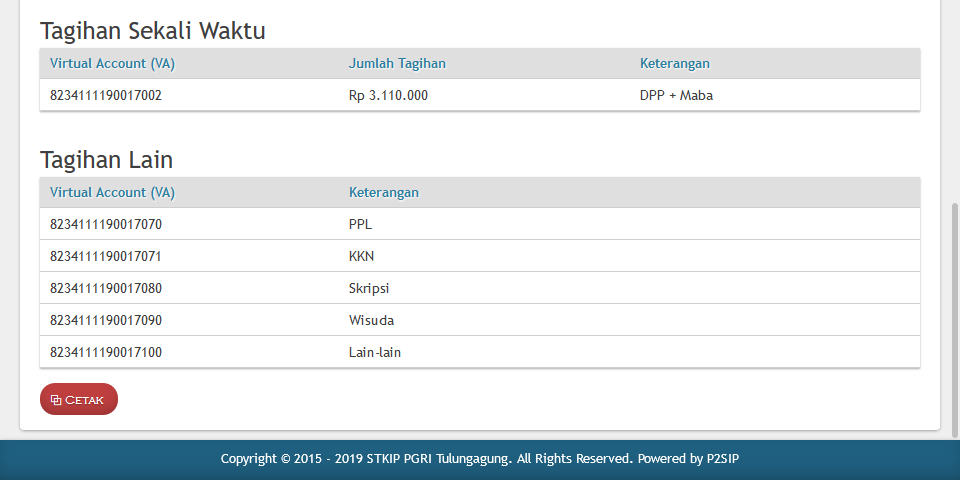 Tagihan Sekali Waktu
Virtual Account (VA) Jumlah Tagihan Keterangan
8234111190017002 Rp 3.110.000 DPP + Maba
Tagihan Lain
Virtual Account (VA) Keterangan
8234111190017070 PPL
8234111190017071 KKN
8234111190017080 Skripsi
8234111190017090 Wisuda
8234111190017100 Lain-lain
Cetak
Copyright © 2015 - 2019 STKIP PGRI Tulungagung. All Rights Reserved. Powered by P2SIP